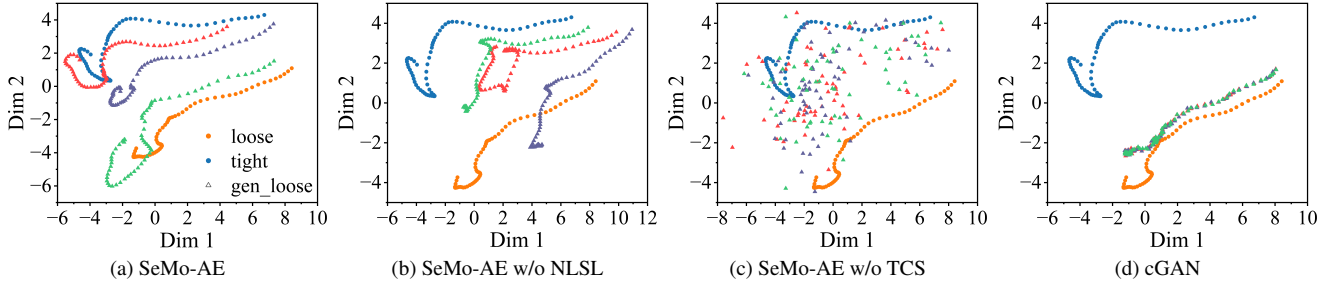 4
2
0
−2
−4
−6
Dim 2
−6 −4 −2 0 2 4 6 8 10
Dim 1
loose
tight
gen_loose
(a) SeMo-AE
4
2
0
−2
−4
Dim 2
−6 −4 −2 0 2 4 6 8 10 12
Dim 1
(b) SeMo-AE w/o NLSL
4
2
0
−2
−4
Dim 2
−8 −6 −4 −2 0 2 4 6 8 10
Dim 1
(c) SeMo-AE w/o TCS
4
2
0
−2
−4
Dim 2
−6 −4 −2 0 2 4 6 8 10
Dim 1
(d) cGAN